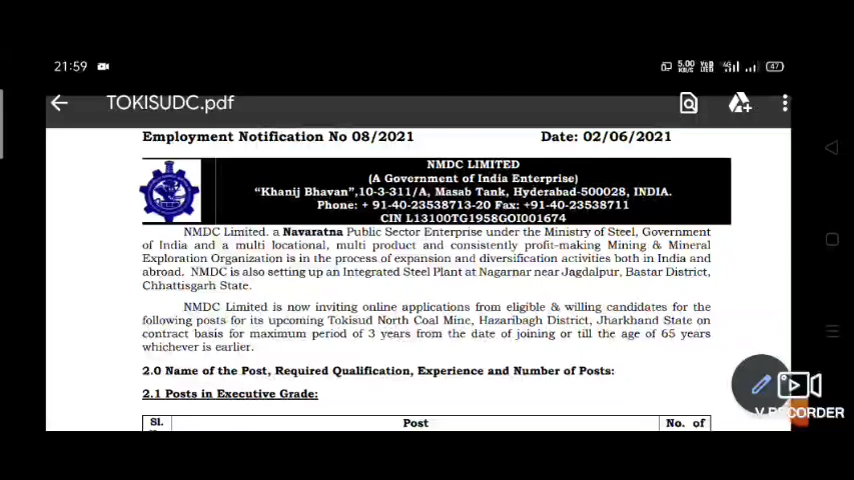 21:59
5.00 KB/S VoD LTE 4G 47
TOKISUDC.pdf
Employment Notification No 08/2021 Date: 02/06/2021
NMDC LIMITED
(A Government of India Enterprise)
“Khanij Bhavan”,10-3-311/A, Masab Tank, Hyderabad-500028, INDIA.
Phone: + 91-40-23538713-20 Fax: +91-40-23538711
CIN L13100TG1958GOI001674
NMDC Limited. a Navaratna Public Sector Enterprise under the Ministry of Steel, Government
of India and a multi locational, multi product and consistently profit-making Mining & Mineral
Exploration Organization is in the process of expansion and diversification activities both in India and
abroad. NMDC is also setting up an Integrated Steel Plant at Nagarnar near Jagdalpur, Bastar District,
Chhattisgarh State.
NMDC Limited is now inviting online applications from eligible & willing candidates for the
following posts for its upcoming Tokisud North Coal Mine, Hazaribagh District, Jharkhand State on
contract basis for maximum period of 3 years from the date of joining or till the age of 65 years
whichever is earlier.
2.0 Name of the Post, Required Qualification, Experience and Number of Posts:
2.1 Posts in Executive Grade:
Sl. Post No. of
V RECORDER